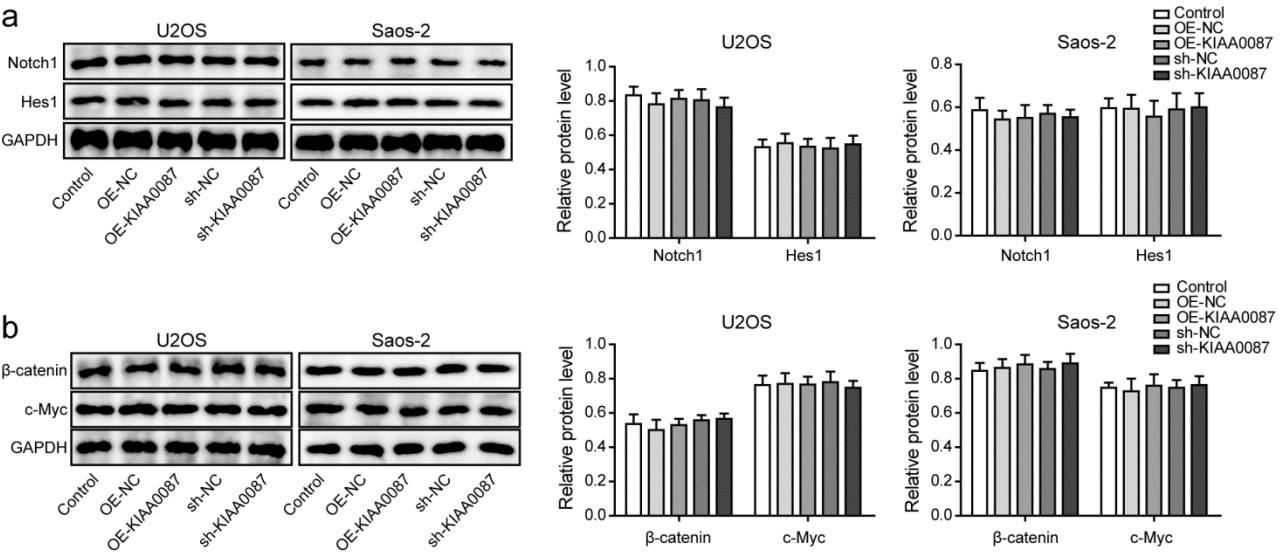 a
U2OS
Saos-2
Notch1
Hes1
GAPDH
Control
OE-NC
OE-KIAA0087
sh-NC
sh-KIAA0087
Control
OE-NC
OE-KIAA0087
sh-NC
sh-KIAA0087
U2OS
Relative protein level
1.0
0.8
0.6
0.4
0.2
0.0
Notch1
Hes1
Saos-2
Relative protein level
0.8
0.6
0.4
0.2
0.0
Notch1
Hes1
Control
OE-NC
OE-KIAA0087
sh-NC
sh-KIAA0087
b
U2OS
Saos-2
β-catenin
c-Myc
GAPDH
Control
OE-NC
OE-KIAA0087
sh-NC
sh-KIAA0087
Control
OE-NC
OE-KIAA0087
sh-NC
sh-KIAA0087
U2OS
Relative protein level
1.0
0.8
0.6
0.4
0.2
0.0
β-catenin
c-Myc
Saos-2
Relative protein level
1.0
0.8
0.6
0.4
0.2
0.0
β-catenin
c-Myc
Control
OE-NC
OE-KIAA0087
sh-NC
sh-KIAA0087